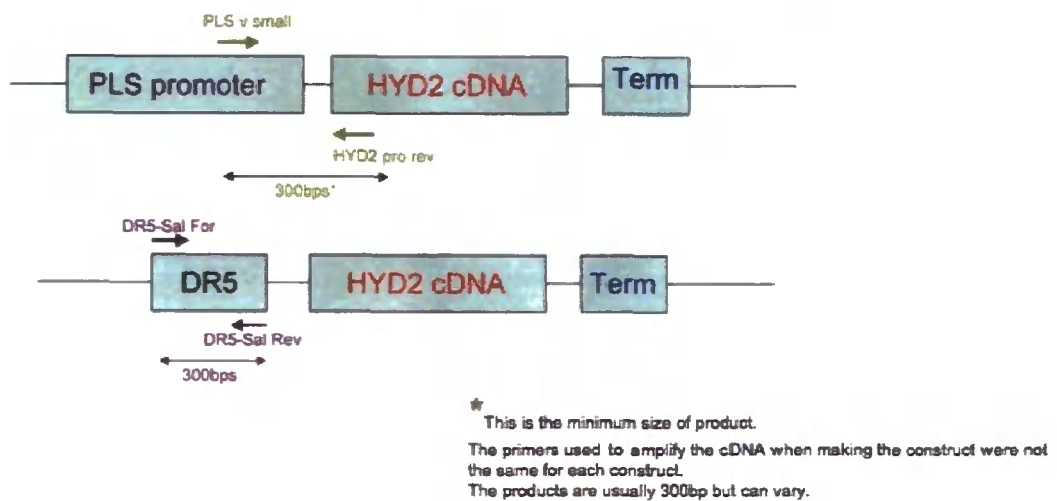 PLS v small
PLS promoter
HYD2 cDNA
Term
HYD2 pro rev
300bps*
DR5-Sal For
DR5
HYD2 cDNA
Term
DR5-Sal Rev
300bps
*
This is the minimum size of product.
The primers used to amplify the cDNA when making the construct were not
the same for each construct.
The products are usually 300bp but can vary.